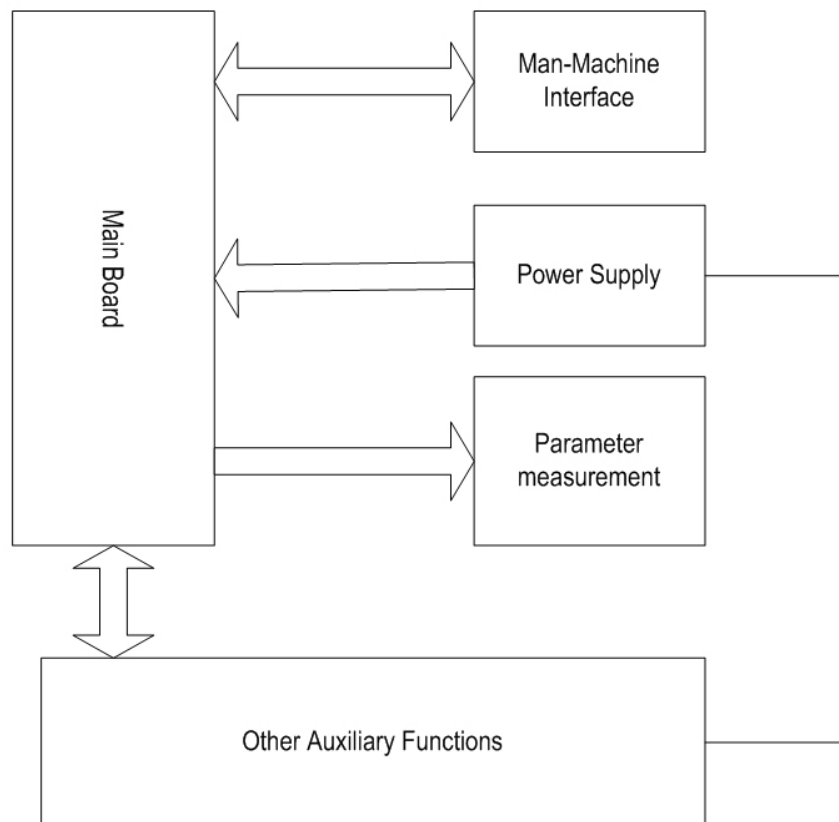 Main Board
Man-Machine
Interface
Power Supply
Parameter
measurement
Other Auxiliary Functions